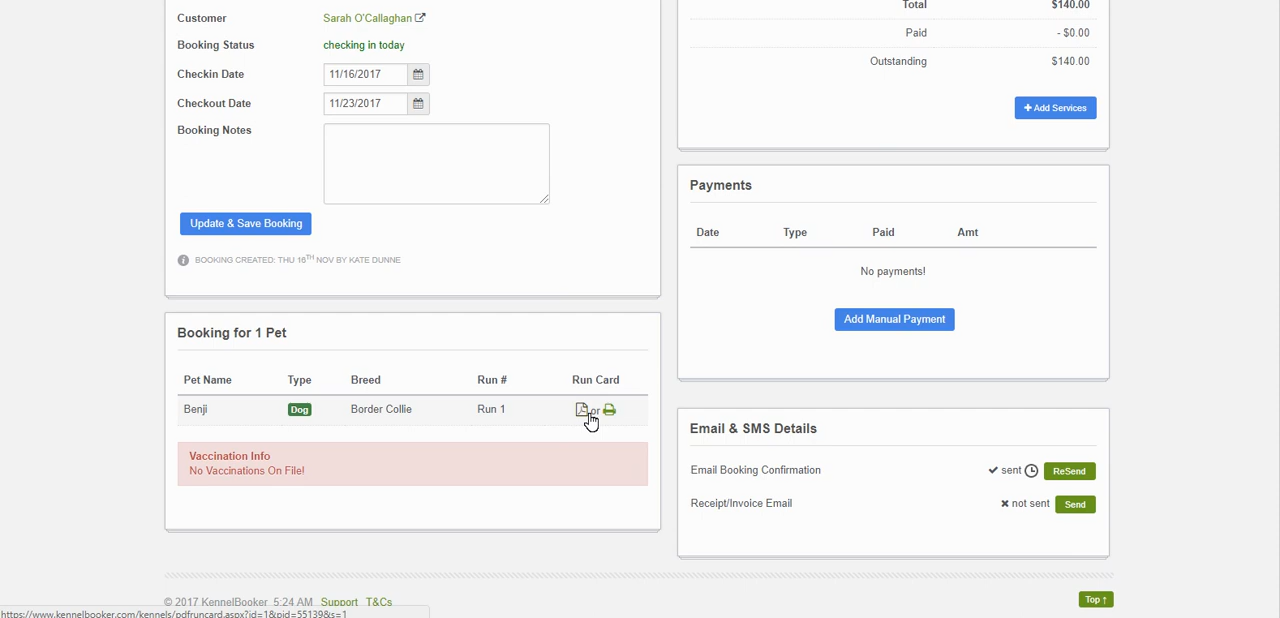 Customer Sarah O'Callaghan
Booking Status checking in today
Checkin Date 11/16/2017
Checkout Date 11/23/2017
Booking Notes
Update & Save Booking
BOOKING CREATED: THU 16TH NOV BY KATE DUNNE
Booking for 1 Pet
Pet Name Type Breed Run # Run Card
Benji Dog Border Collie Run 1 or
Vaccination Info
No Vaccinations On File!
Total $140.00
Paid - $0.00
Outstanding $140.00
+ Add Services
Payments
Date Type Paid Amt
No payments!
Add Manual Payment
Email & SMS Details
Email Booking Confirmation sent ReSend
Receipt/Invoice Email not sent Send
© 2017 KennelBooker 5:24 AM Support T&Cs
Top ↑
https://www.kennelbooker.com/kennels/pdfruncard.aspx?id=1&pid=55139&s=1